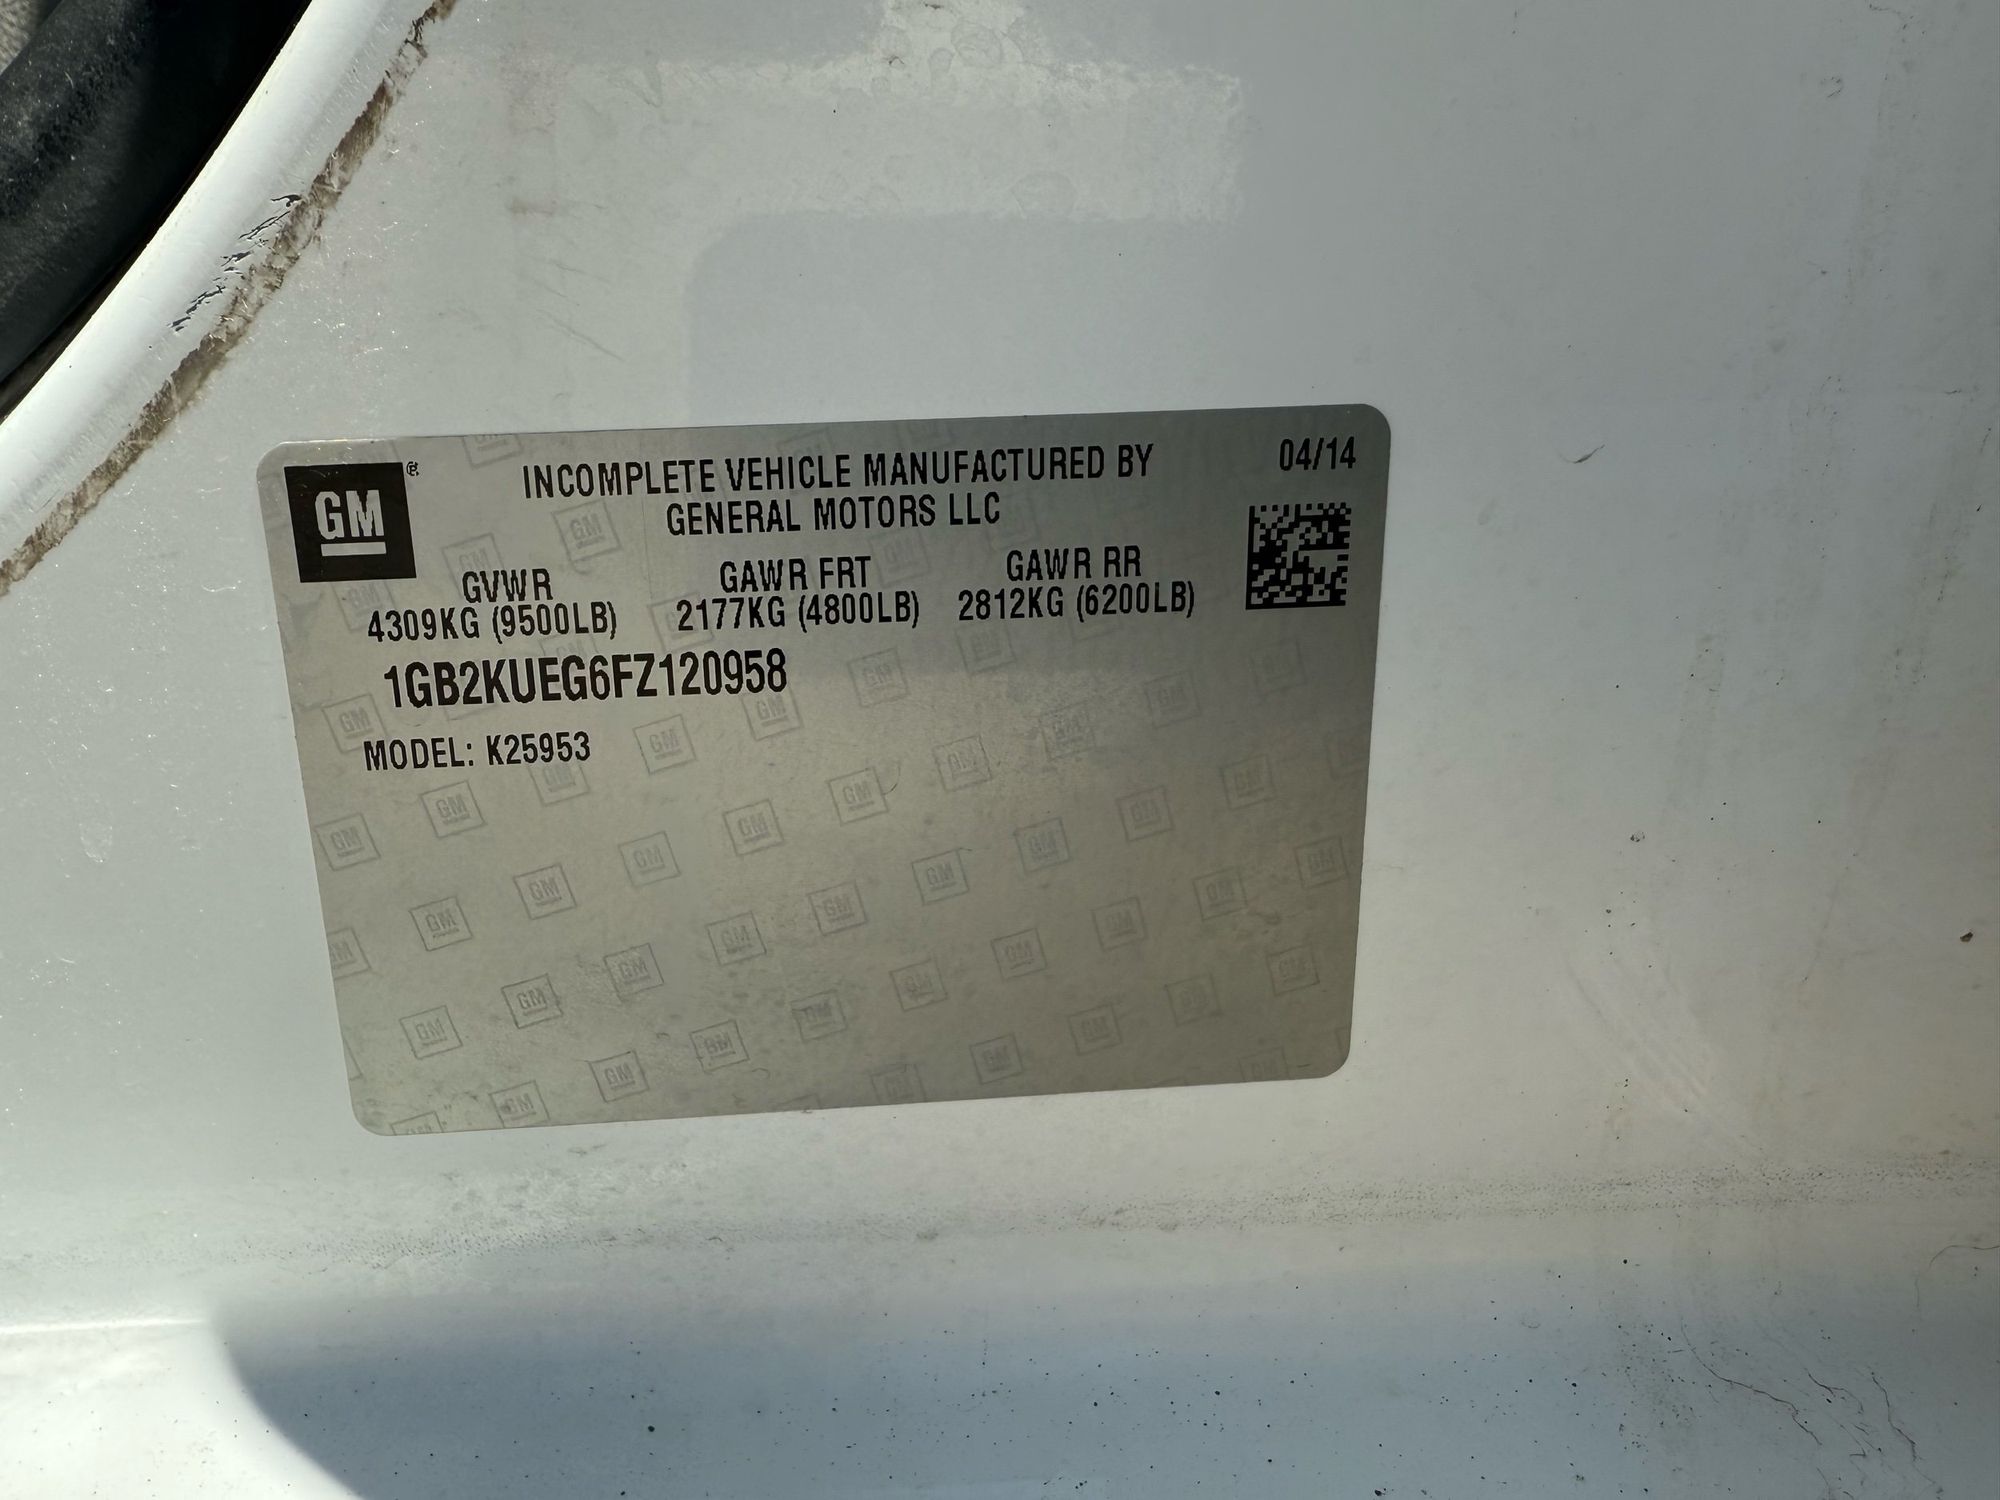 GM ®
INCOMPLETE VEHICLE MANUFACTURED BY
GENERAL MOTORS LLC
04/14
GVWR
4309KG (9500LB)
GAWR FRT
2177KG (4800LB)
GAWR RR
2812KG (6200LB)
1GB2KUEG6FZ120958
MODEL: K25953